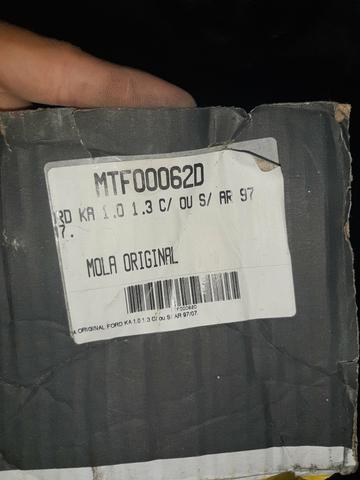 MTF00062D
RD KA 1.0 1.3 C/ OU S/ AR 97
07.
MOLA ORIGINAL
A ORIGINAL FORD KA 1.0 1.3 C/ ou S/ AR 97/07.